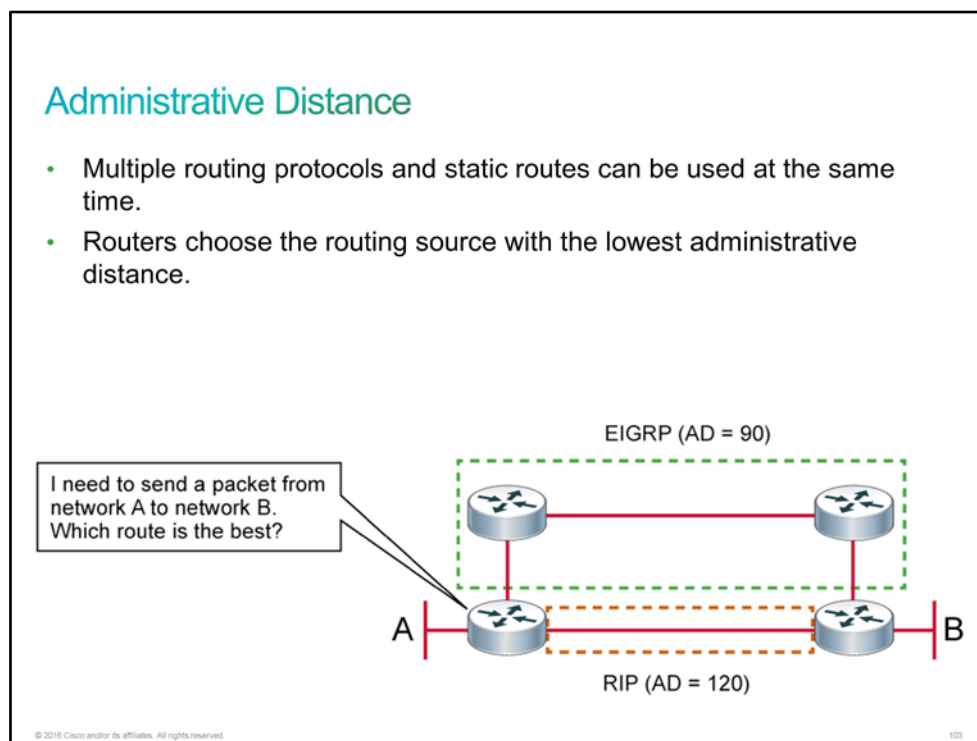 Administrative Distance
• Multiple routing protocols and static routes can be used at the same
time.
• Routers choose the routing source with the lowest administrative
distance.
EIGRP (AD = 90)
I need to send a packet from
network A to network B.
Which route is the best?
A
B
RIP (AD = 120)
© 2016 Cisco and/or its affiliates. All rights reserved.
103